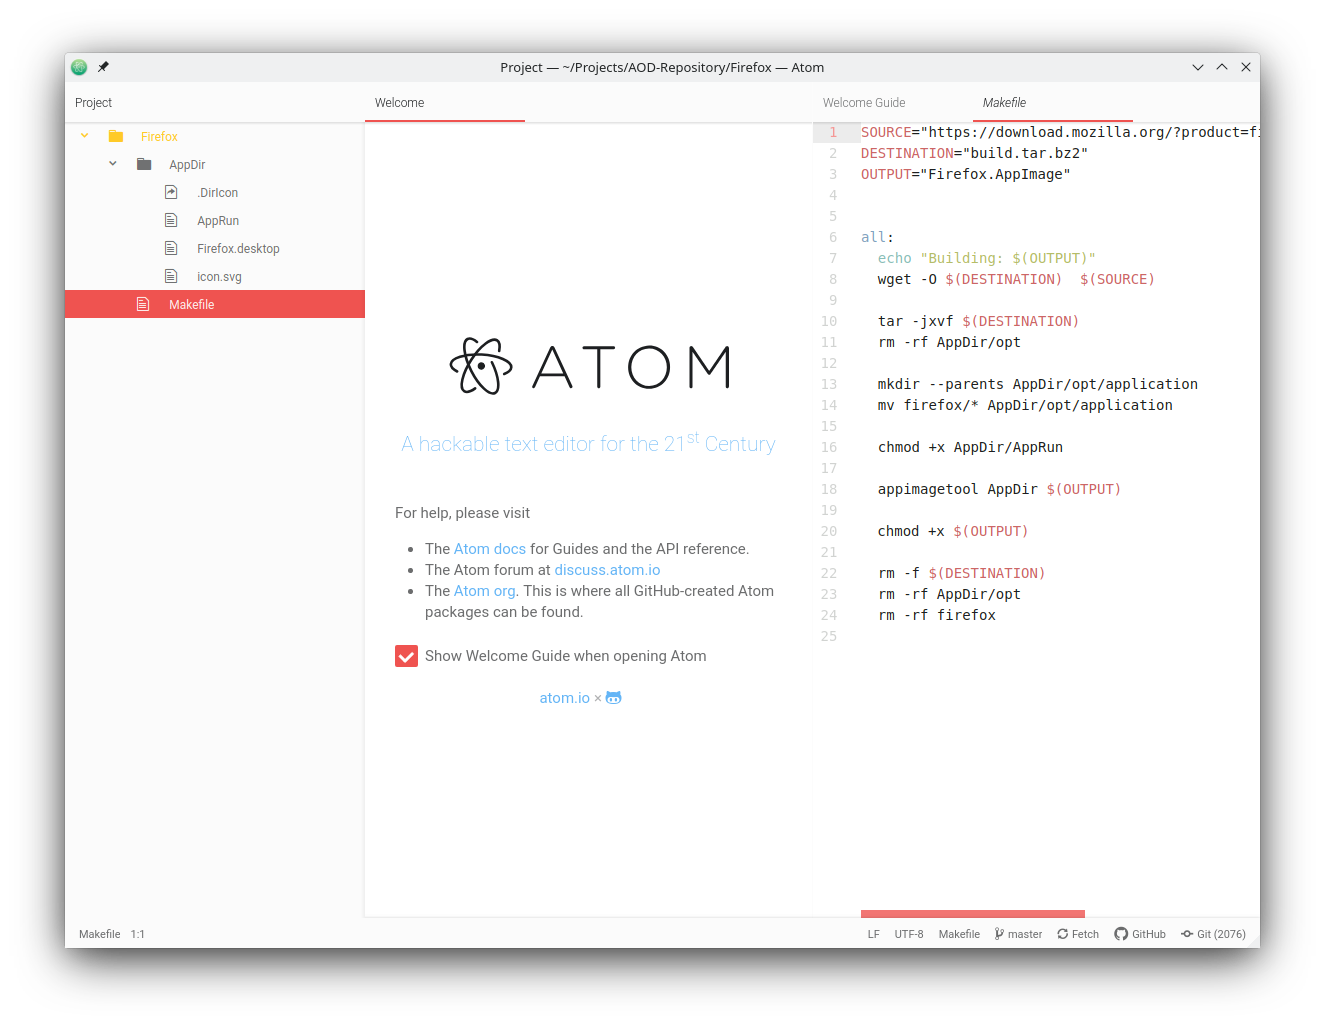 Project — ~/Projects/AOD-Repository/Firefox — Atom
Project
Firefox
AppDir
.DirIcon
AppRun
Firefox.desktop
icon.svg
Makefile
Welcome
ATOM
A hackable text editor for the 21st Century
For help, please visit
The Atom docs for Guides and the API reference.
The Atom forum at discuss.atom.io
The Atom org. This is where all GitHub-created Atom
packages can be found.
Show Welcome Guide when opening Atom
atom.io ×
Welcome Guide Makefile
1 SOURCE="https://download.mozilla.org/?product=fi
2 DESTINATION="build.tar.bz2"
3 OUTPUT="Firefox.AppImage"
4
5
6 all:
7 echo "Building: $(OUTPUT)"
8 wget -O $(DESTINATION)  $(SOURCE)
9
10 tar -jxvf $(DESTINATION)
11 rm -rf AppDir/opt
12
13 mkdir --parents AppDir/opt/application
14 mv firefox/* AppDir/opt/application
15
16 chmod +x AppDir/AppRun
17
18 appimagetool AppDir $(OUTPUT)
19
20 chmod +x $(OUTPUT)
21
22 rm -f $(DESTINATION)
23 rm -rf AppDir/opt
24 rm -rf firefox
25
Makefile 1:1 LF UTF-8 Makefile master Fetch GitHub Git (2076)